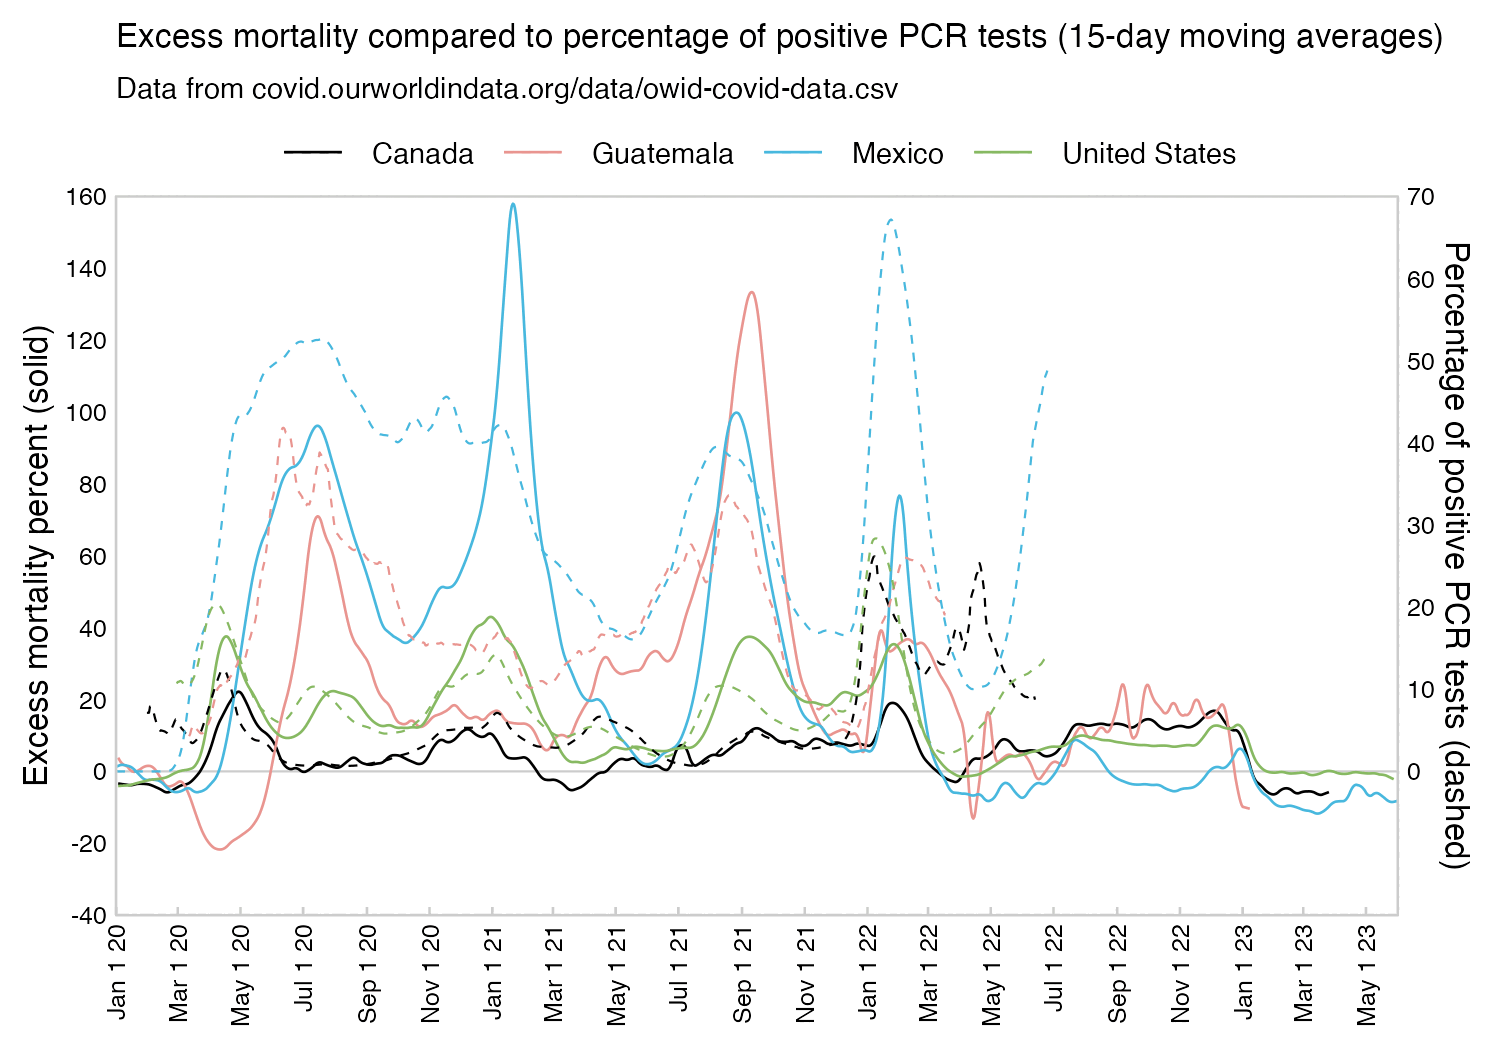 Excess mortality compared to percentage of positive PCR tests (15-day moving averages)
Data from covid.ourworldindata.org/data/owid-covid-data.csv
Canada Guatemala Mexico United States
Excess mortality percent (solid)
160
140
120
100
80
60
40
20
0
-20
-40
70
60
50
40
30
20
10
0
Percentage of positive PCR tests (dashed)
Jan 1 20
Mar 1 20
May 1 20
Jul 1 20
Sep 1 20
Nov 1 20
Jan 1 21
Mar 1 21
May 1 21
Jul 1 21
Sep 1 21
Nov 1 21
Jan 1 22
Mar 1 22
May 1 22
Jul 1 22
Sep 1 22
Nov 1 22
Jan 1 23
Mar 1 23
May 1 23